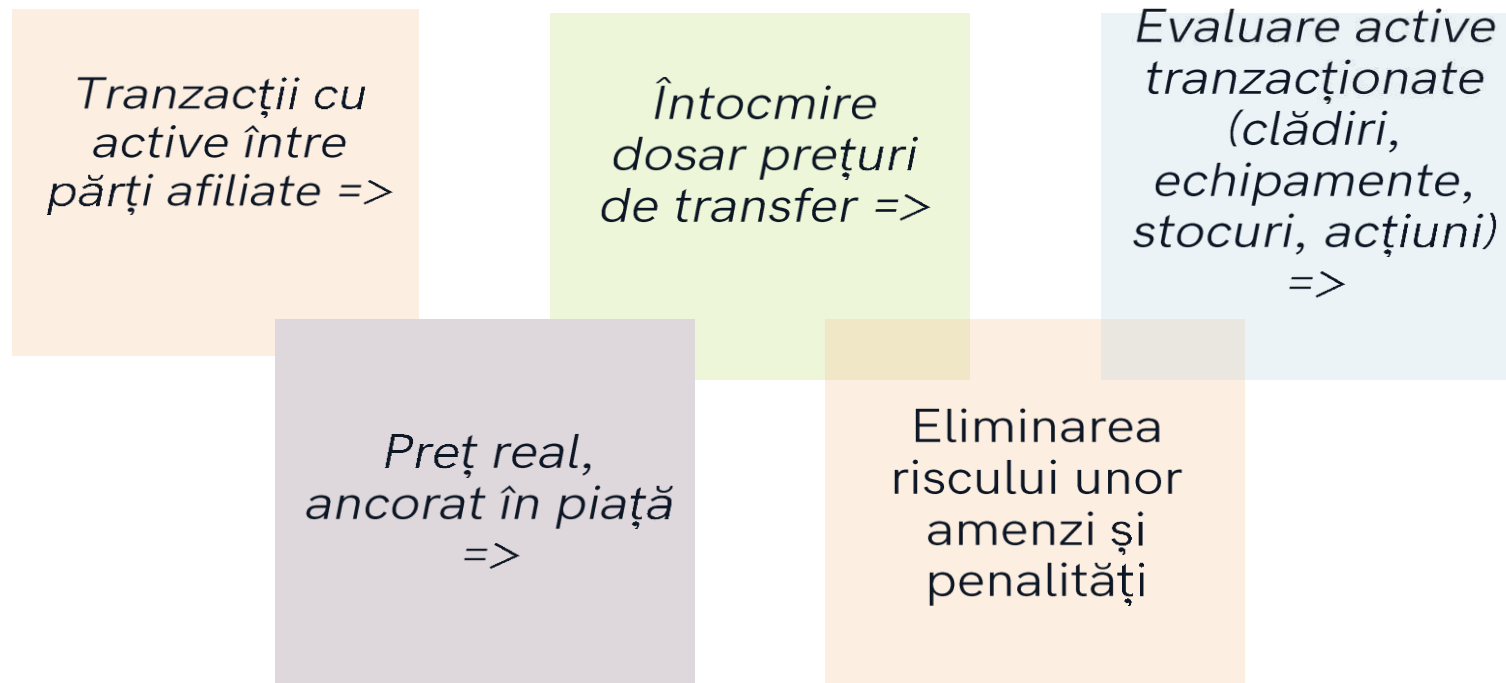 Tranzacții cu
active între
părți afiliate =>
Întocmire
dosar prețuri
de transfer =>
Evaluare active
tranzacționate
(clădiri,
echipamente,
stocuri, acțiuni)
=>
Preț real,
ancorat în piață
=>
Eliminarea
riscului unor
amenzi și
penalități